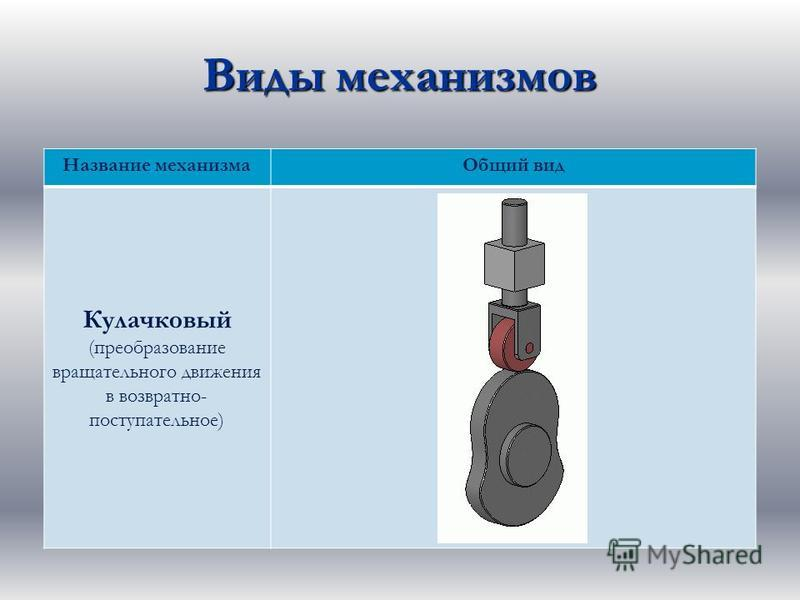 Виды механизмов
Название механизма
Общий вид
Кулачковый
(преобразование
вращательного движения
в возвратно-
поступательное)
MyShared